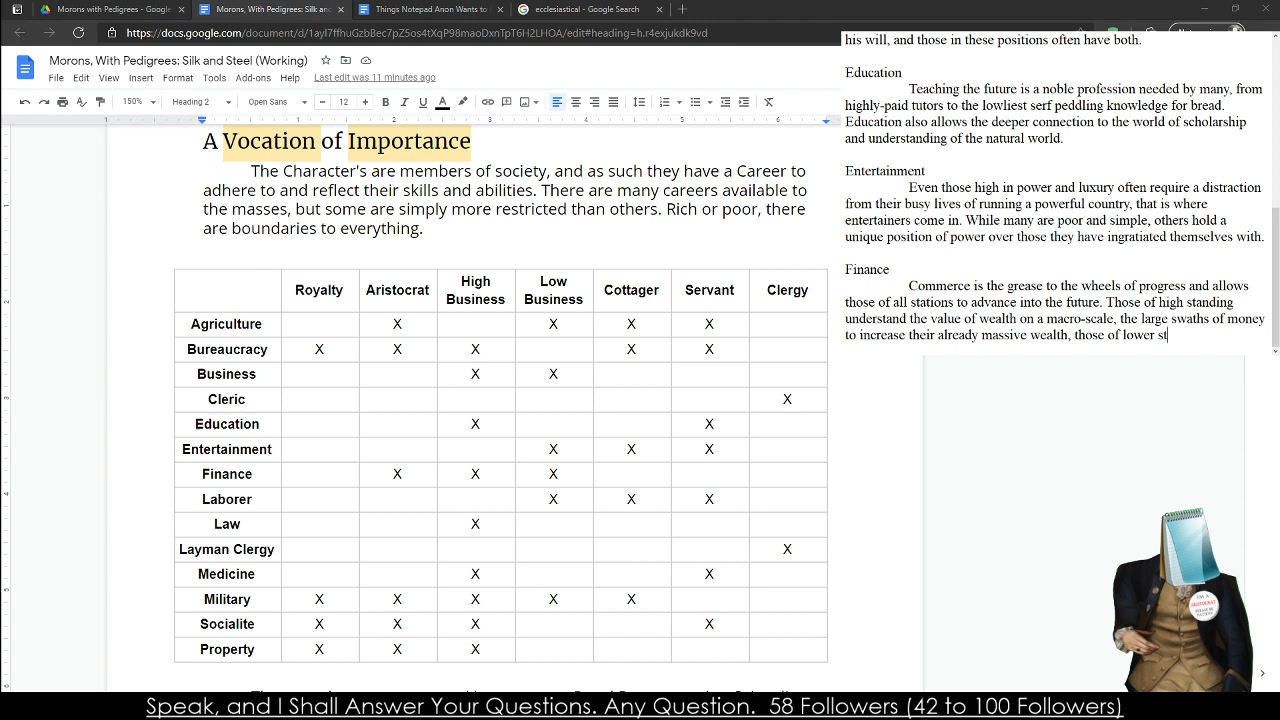 Morons with Pedigrees - Google
Morons, With Pedigrees: Silk and
Things Notepad Anon Wants to
ecclesiastical - Google Search
Morons, With Pedigrees: Silk and Steel (Working)
File Edit View Insert Format Tools Add-ons Help Last edit was 11 minutes ago
150% Heading 2 Open Sans 12
A Vocation of Importance
The Character's are members of society, and as such they have a Career to
adhere to and reflect their skills and abilities. There are many careers available to
the masses, but some are simply more restricted than others. Rich or poor, there
are boundaries to everything.
Royalty Aristocrat High Business Low Business Cottager Servant Clergy
Agriculture X X X X
Bureaucracy X X X X X
Business X X
Cleric X
Education X X
Entertainment X X X
Finance X X X
Laborer X X X
Law X
Layman Clergy X
Medicine X X
Military X X X X X
Socialite X X X X
Property X X X
his will, and those in these positions often have both.
Education
Teaching the future is a noble profession needed by many, from
highly-paid tutors to the lowliest serf peddling knowledge for bread.
Education also allows the deeper connection to the world of scholarship
and understanding of the natural world.
Entertainment
Even those high in power and luxury often require a distraction
from their busy lives of running a powerful country, that is where
entertainers come in. While many are poor and simple, others hold a
unique position of power over those they have ingratiated themselves with.
Finance
Commerce is the grease to the wheels of progress and allows
those of all stations to advance into the future. Those of high standing
understand the value of wealth on a macro-scale, the large swaths of money
to increase their already massive wealth, those of lower st
I'M A
ARISTOCRAT
Speak, and I Shall Answer Your Questions. Any Question. 58 Followers (42 to 100 Followers)